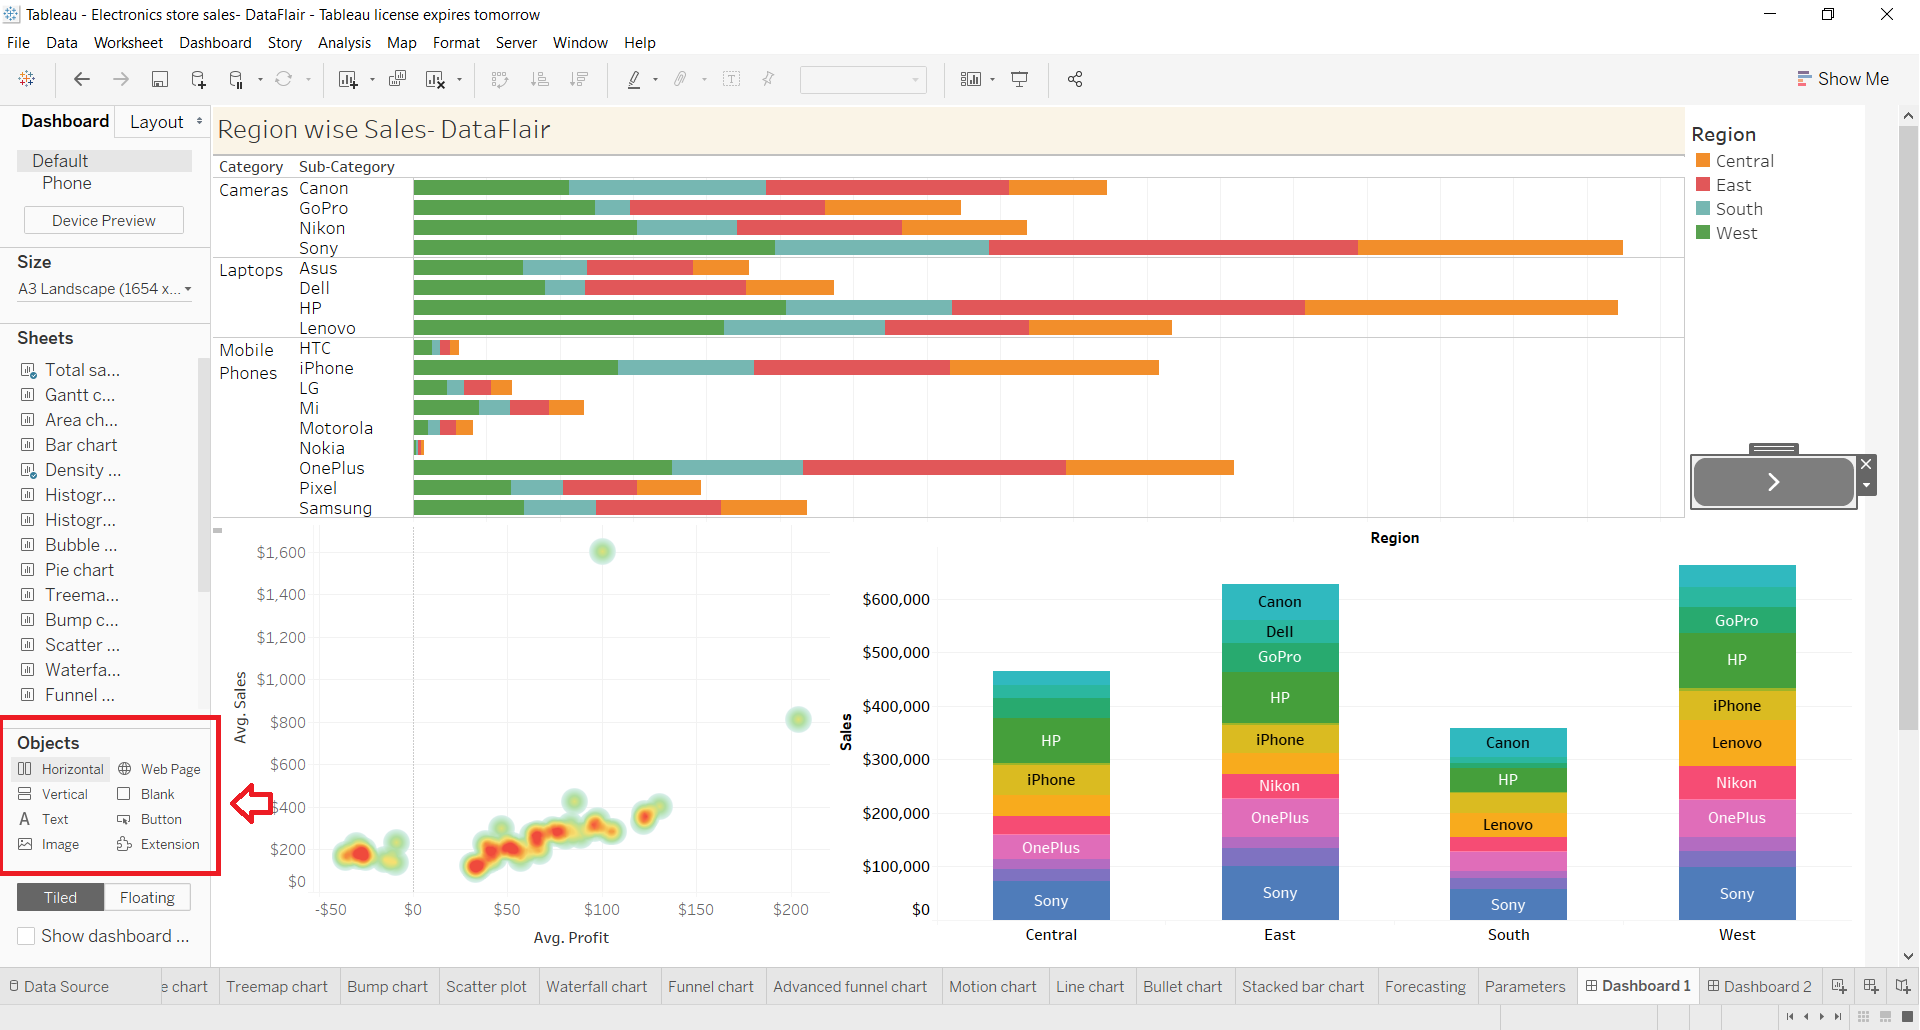 Tableau - Electronics store sales- DataFlair - Tableau license expires tomorrow
File Data Worksheet Dashboard Story Analysis Map Format Server Window Help
Show Me
Dashboard Layout
Default
Phone
Device Preview
Size
A3 Landscape (1654 x...
Sheets
Total sa...
Gantt c...
Area ch...
Bar chart
Density ...
Histogr...
Histogr...
Bubble ...
Pie chart
Treema...
Bump c...
Scatter ...
Waterfa...
Funnel ...
Objects
Horizontal Web Page
Vertical Blank
A Text Button
Image Extension
Tiled Floating
Show dashboard ...
Region wise Sales- DataFlair
Category Sub-Category
Cameras Canon
GoPro
Nikon
Sony
Laptops Asus
Dell
HP
Lenovo
Mobile HTC
Phones iPhone
LG
Mi
Motorola
Nokia
OnePlus
Pixel
Samsung
Region
Central
East
South
West
$1,600
$1,400
$1,200
$1,000
$800
$600
$400
$200
$0
Avg. Sales
-$50 $0 $50 $100 $150 $200
Avg. Profit
Region
$600,000
$500,000
$400,000
$300,000
$200,000
$100,000
$0
Sales
HP
iPhone
OnePlus
Sony
Central
Canon
Dell
GoPro
HP
iPhone
Nikon
OnePlus
Sony
East
Canon
HP
Lenovo
Sony
South
GoPro
HP
iPhone
Lenovo
Nikon
OnePlus
Sony
West
Data Source e chart Treemap chart Bump chart Scatter plot Waterfall chart Funnel chart Advanced funnel chart Motion chart Line chart Bullet chart Stacked bar chart Forecasting Parameters Dashboard 1 Dashboard 2